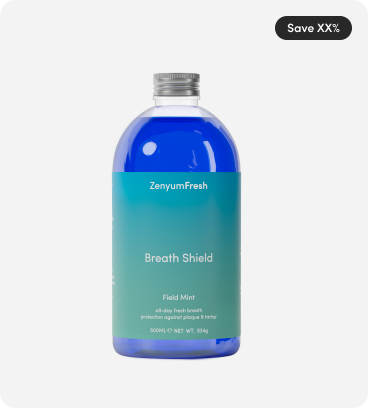 Save XX%
ZenyumFresh
Breath Shield
Field Mint
all-day fresh breath
protection against plaque & tartar
500ML ℮ NET WT. 534g